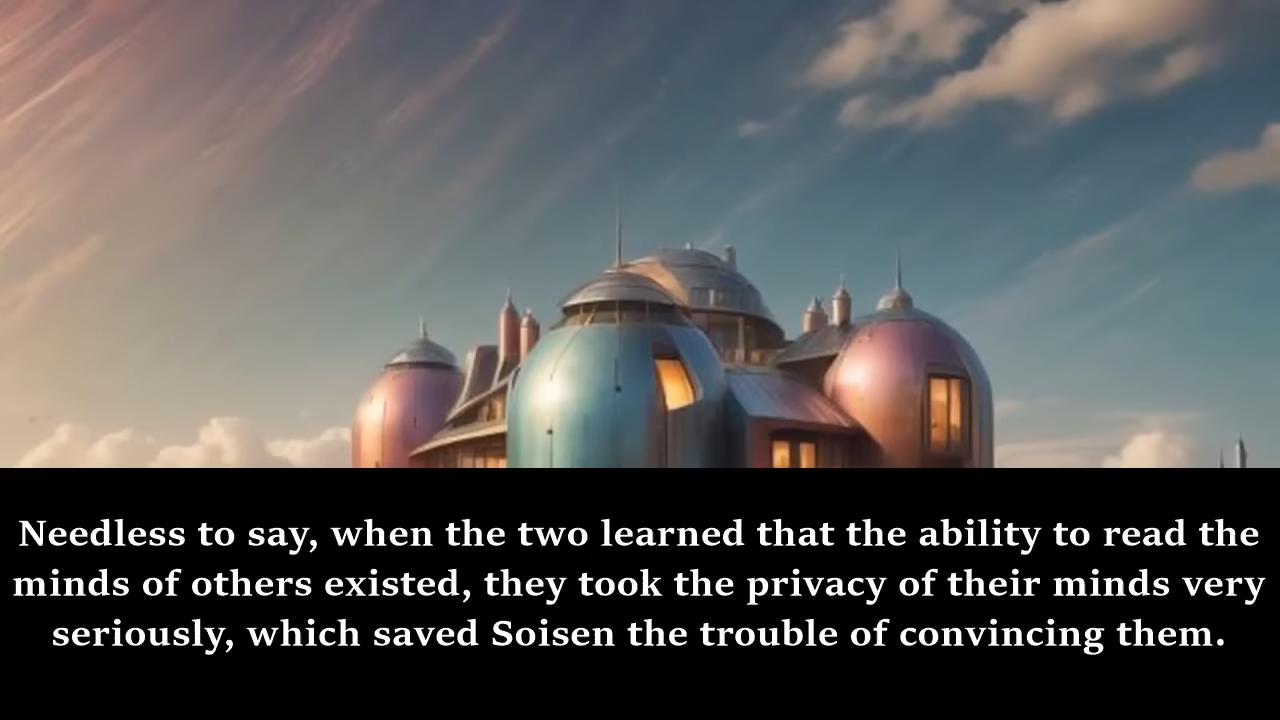 Needless to say, when the two learned that the ability to read the
minds of others existed, they took the privacy of their minds very
seriously, which saved Soisen the trouble of convincing them.